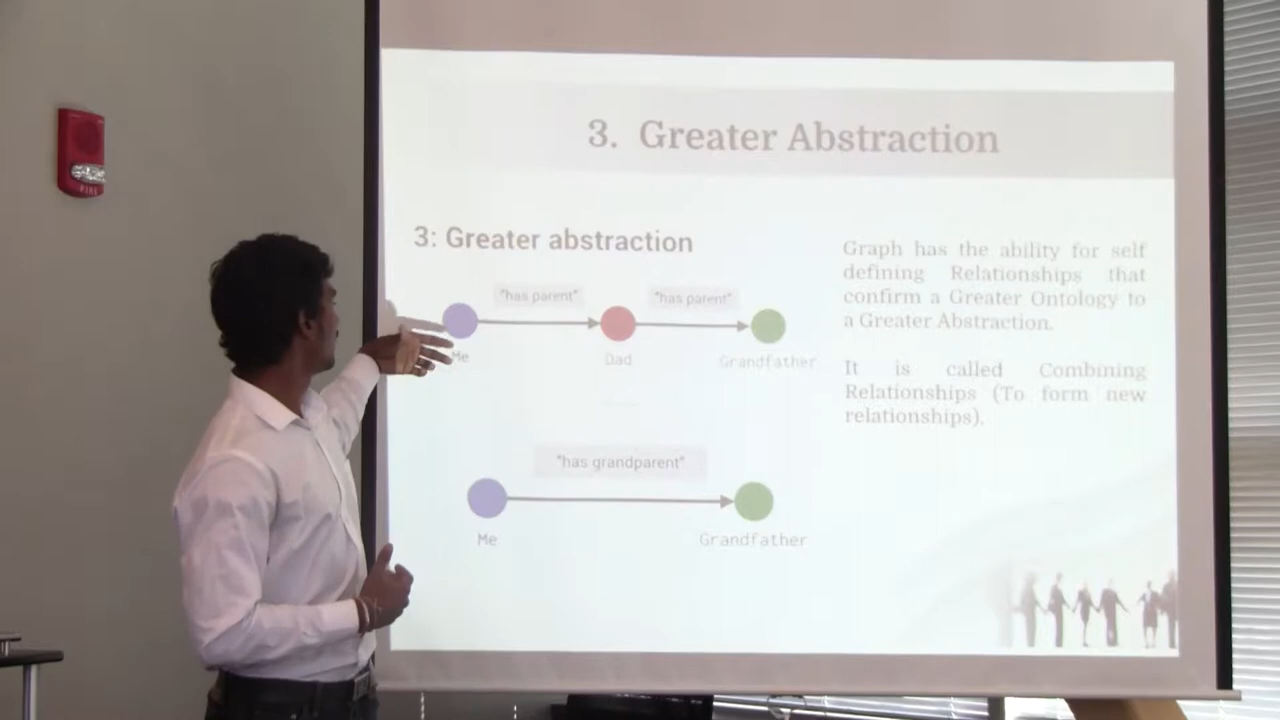 FIRE
3. Greater Abstraction
3: Greater abstraction
"has parent"
"has parent"
Me
Dad
Grandfather
"has grandparent"
Me
Grandfather
Graph has the ability for self
defining Relationships that
confirm a Greater Ontology to
a Greater Abstraction.
It is called Combining
Relationships (To form new
relationships).